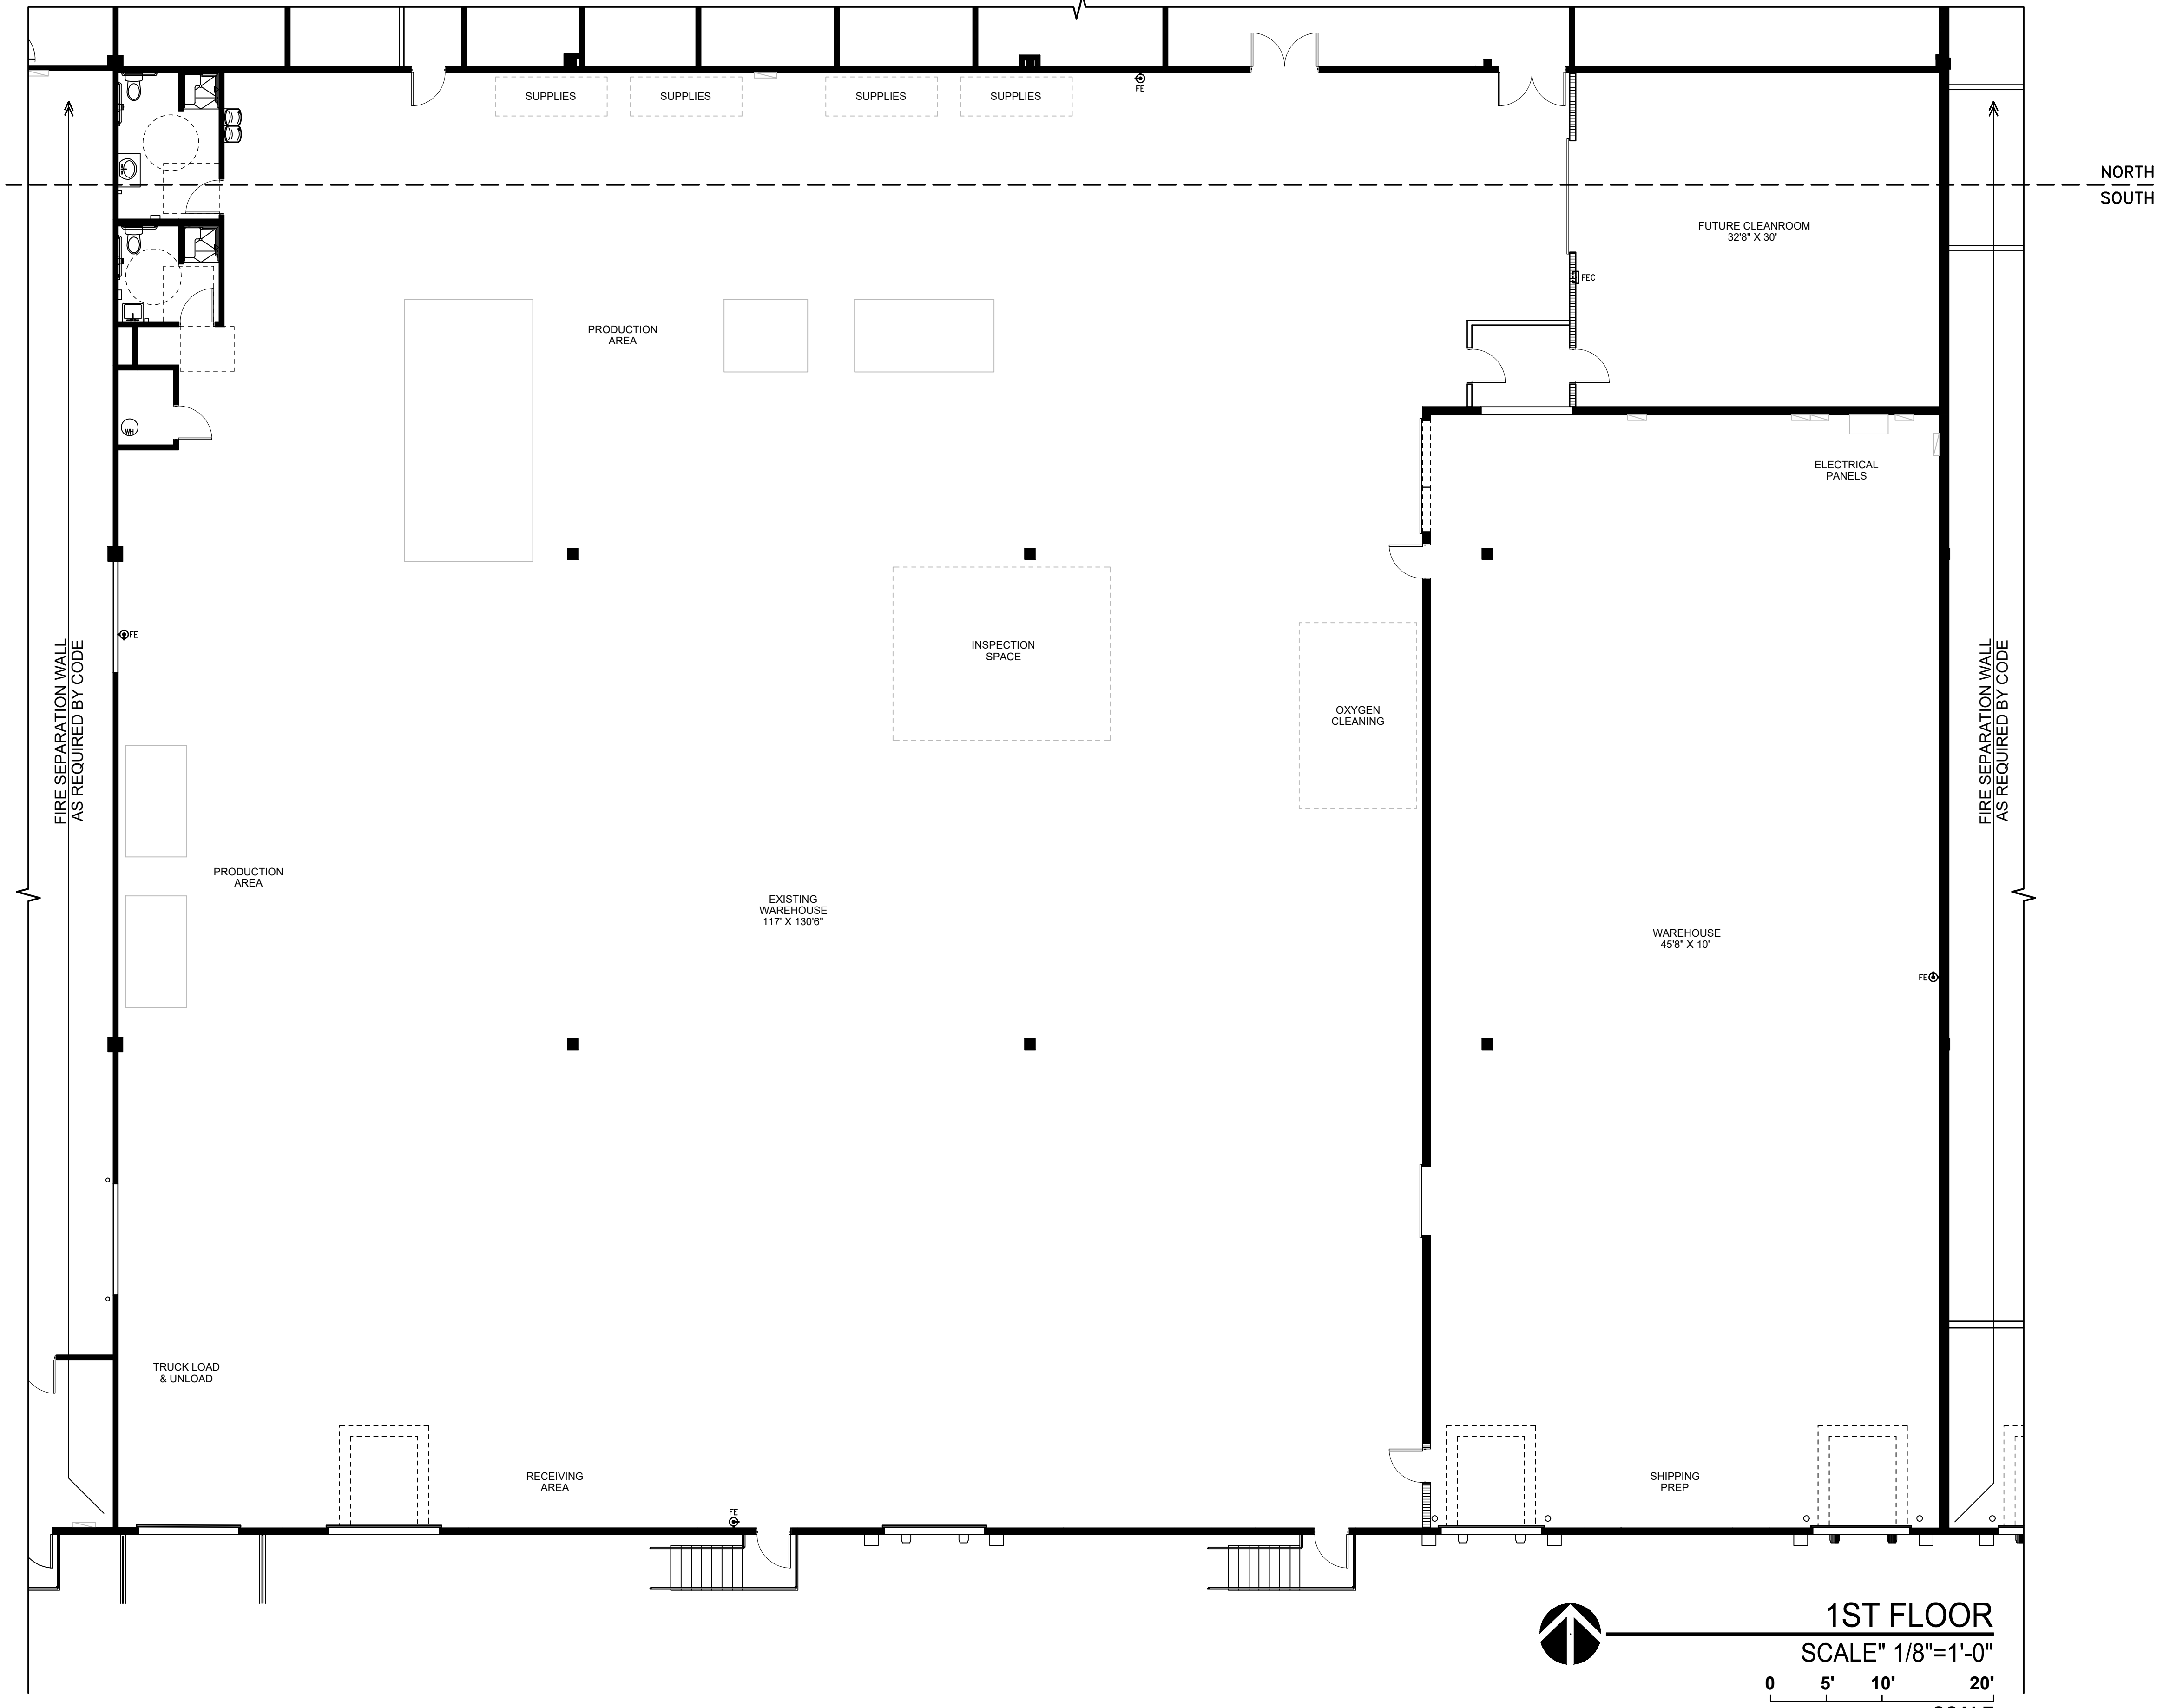 SUPPLIES
SUPPLIES
SUPPLIES
SUPPLIES
FE
NORTH
SOUTH
FUTURE CLEANROOM
32'8" X 30'
FEC
PRODUCTION
AREA
WH
ELECTRICAL
PANELS
FE
INSPECTION
SPACE
OXYGEN
CLEANING
FIRE SEPARATION WALL
AS REQUIRED BY CODE
FIRE SEPARATION WALL
AS REQUIRED BY CODE
PRODUCTION
AREA
EXISTING
WAREHOUSE
117' X 130'6"
WAREHOUSE
45'8" X 10'
FE
TRUCK LOAD
& UNLOAD
RECEIVING
AREA
SHIPPING
PREP
FE
1ST FLOOR
SCALE" 1/8"=1'-0"
0 5' 10' 20'